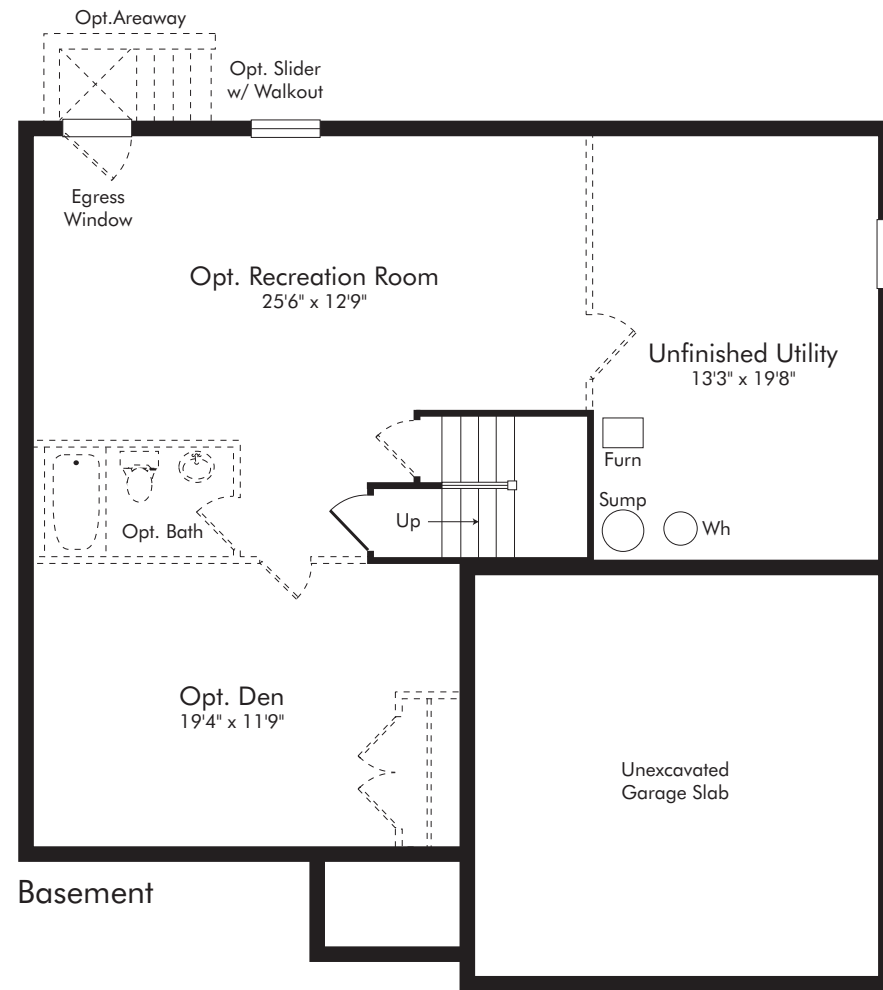 Opt.Areaway
Opt. Slider
w/ Walkout
Egress
Window
Opt. Recreation Room
25'6" x 12'9"
Unfinished Utility
13'3" x 19'8"
Furn
Sump
Wh
Up
Opt. Bath
Opt. Den
19'4" x 11'9"
Unexcavated
Garage Slab
Basement